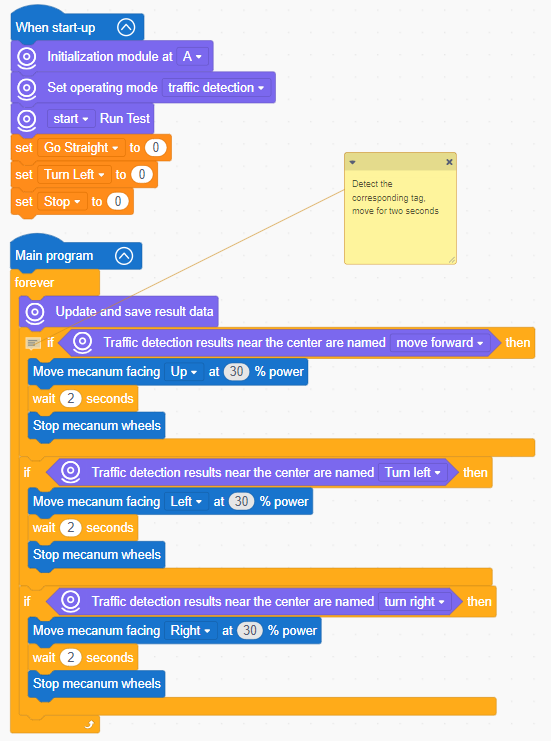 When start-up
Initialization module at A
Set operating mode traffic detection
start Run Test
set Go Straight to 0
set Turn Left to 0
set Stop to 0
Detect the
corresponding tag,
move for two seconds
Main program
forever
Update and save result data
if Traffic detection results near the center are named move forward then
Move mecanum facing Up at 30 % power
wait 2 seconds
Stop mecanum wheels
if Traffic detection results near the center are named Turn left then
Move mecanum facing Left at 30 % power
wait 2 seconds
Stop mecanum wheels
if Traffic detection results near the center are named turn right then
Move mecanum facing Right at 30 % power
wait 2 seconds
Stop mecanum wheels